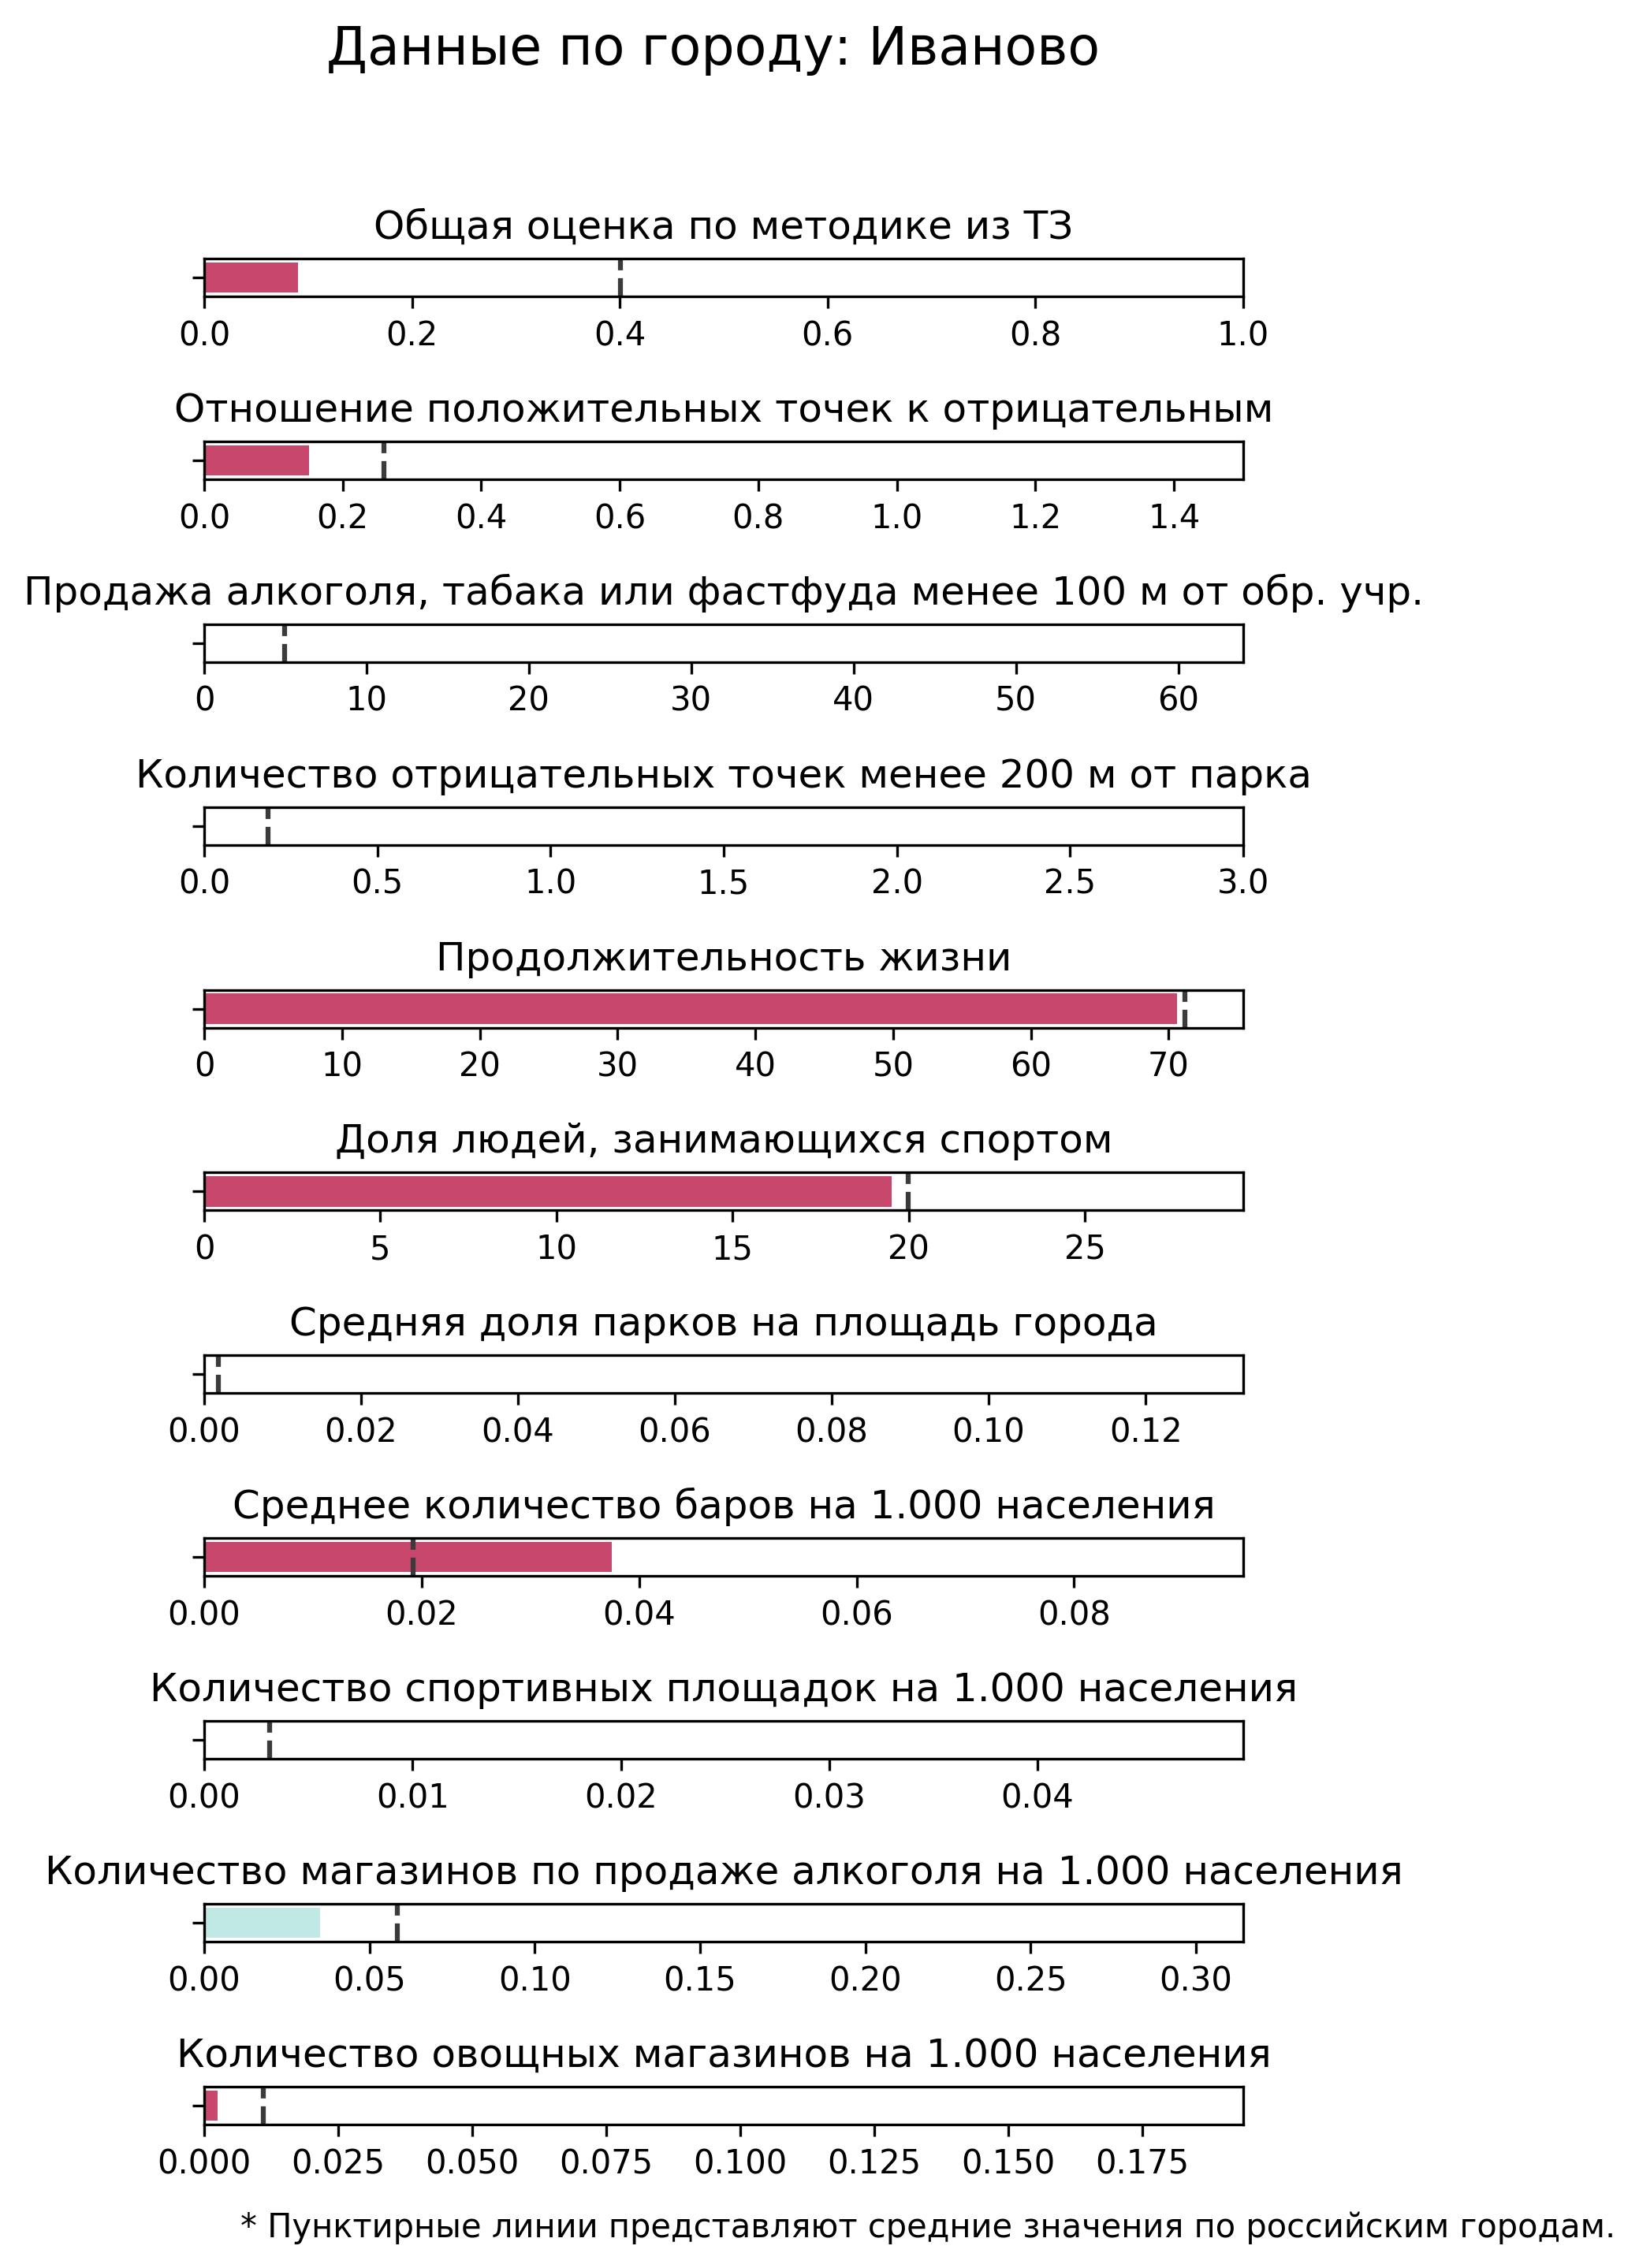 Данные по городу: Иваново
Общая оценка по методике из ТЗ
0.0 0.2 0.4 0.6 0.8 1.0
Отношение положительных точек к отрицательным
0.0 0.2 0.4 0.6 0.8 1.0 1.2 1.4
Продажа алкоголя, табака или фастфуда менее 100 м от обр. учр.
0 10 20 30 40 50 60
Количество отрицательных точек менее 200 м от парка
0.0 0.5 1.0 1.5 2.0 2.5 3.0
Продолжительность жизни
0 10 20 30 40 50 60 70
Доля людей, занимающихся спортом
0 5 10 15 20 25
Средняя доля парков на площадь города
0.00 0.02 0.04 0.06 0.08 0.10 0.12
Среднее количество баров на 1.000 населения
0.00 0.02 0.04 0.06 0.08
Количество спортивных площадок на 1.000 населения
0.00 0.01 0.02 0.03 0.04
Количество магазинов по продаже алкоголя на 1.000 населения
0.00 0.05 0.10 0.15 0.20 0.25 0.30
Количество овощных магазинов на 1.000 населения
0.000 0.025 0.050 0.075 0.100 0.125 0.150 0.175
* Пунктирные линии представляют средние значения по российским городам.